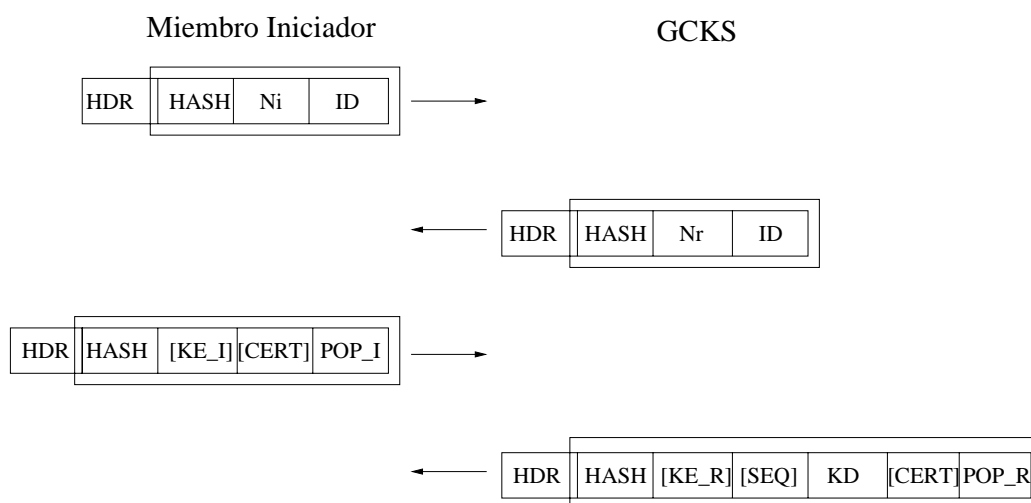 Miembro Iniciador GCKS
HDR HASH Ni ID
HDR HASH Nr ID
HDR HASH [KE_I] [CERT] POP_I
HDR HASH [KE_R] [SEQ] KD [CERT] POP_R